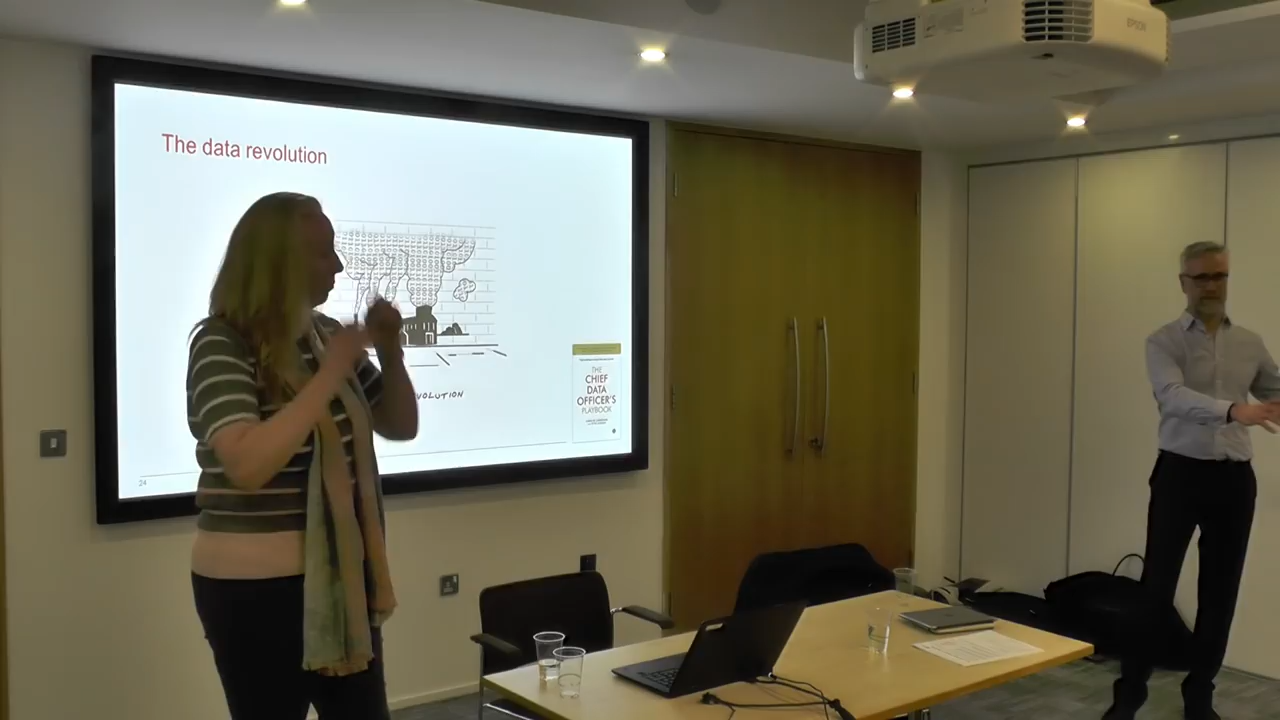 EPSON
The data revolution
VOLUTION
THE
CHIEF
DATA
OFFICER'S
PLAYBOOK
24